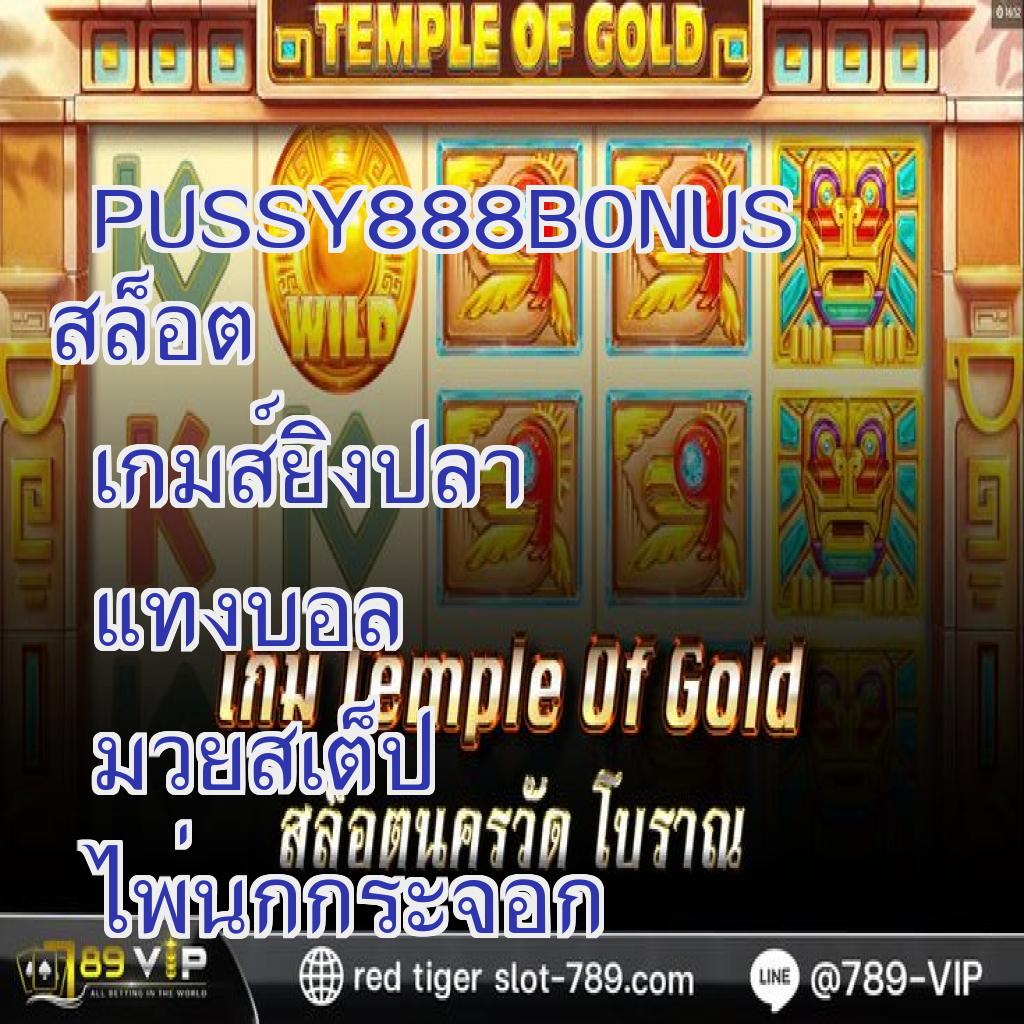 TEMPLE OF GOLD
PUSSY888BONUS
WILD
สล็อต
เกมส์ยิงปลา
แทงบอล
เกม Temple Of Gold
มวยสเต็ป
สล็อตนครวัด โบราณ
ไพ่นกกระจอก
789 VIP
ALL BETTING IN THE WORLD
red tiger slot-789.com
LINE @789-VIP